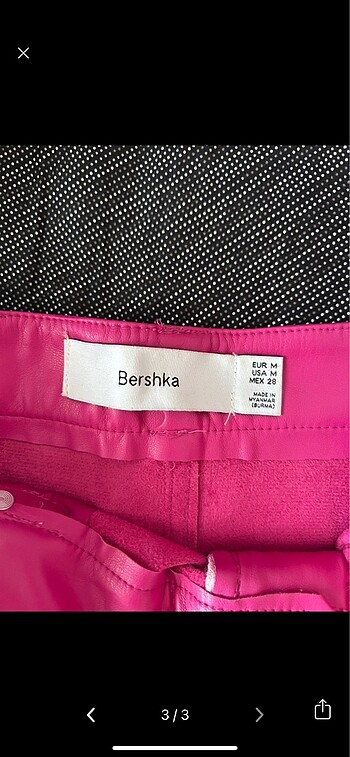 Bershka
EUR M
USA M
MEX 28
MADE IN
MYANMAR
(BURMA)
3/3